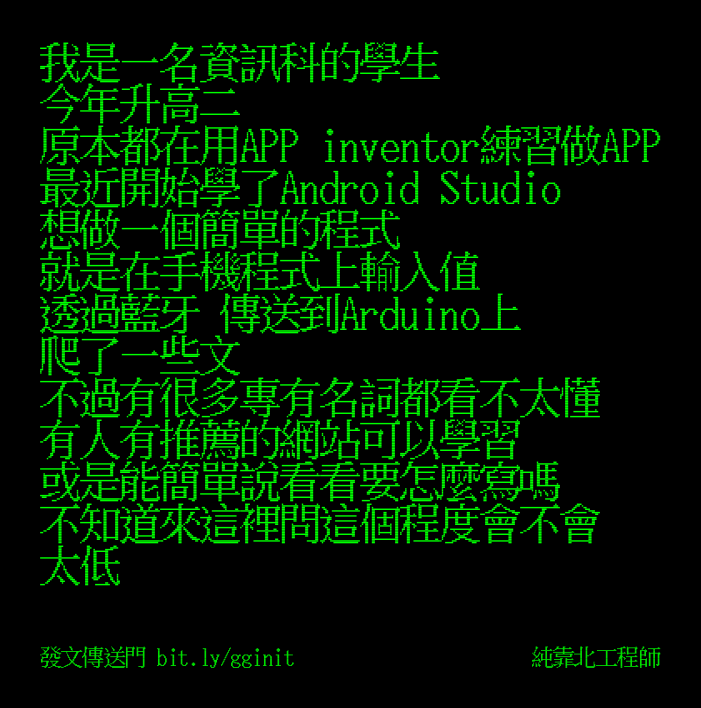 我是一名資訊科的學生
今年升高二
原本都在用APP inventor練習做APP
最近開始學了Android Studio
想做一個簡單的程式
就是在手機程式上輸入值
透過藍牙 傳送到Arduino上
爬了一些文
不過有很多專有名詞都看不太懂
有人有推薦的網站可以學習
或是能簡單說看看要怎麼寫嗎
不知道來這裡問這個程度會不會
太低
發文傳送門 bit.ly/gginit
純靠北工程師